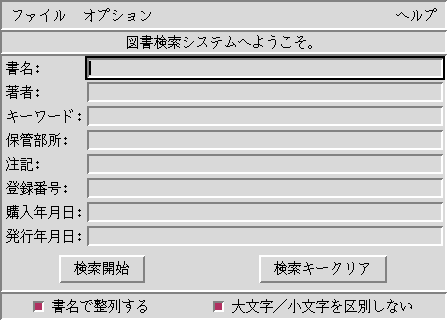 ファイル オプション ヘルプ
図書検索システムへようこそ。
書名:
著者:
キーワード:
保管部所:
注記:
登録番号:
購入年月日:
発行年月日:
検索開始 検索キークリア
書名で整列する 大文字／小文字を区別しない